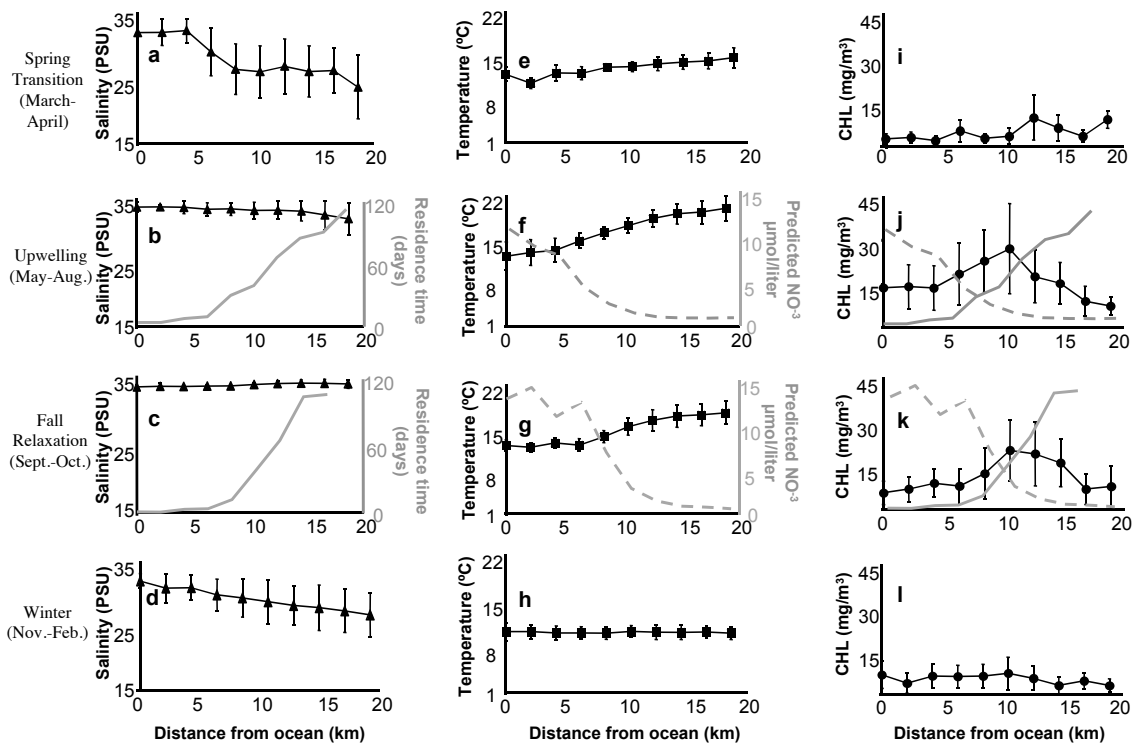 Spring
Transition
(March-
April)
Salinity (PSU)
35
25
15
a
0 5 10 15 20
Temperature (ºC)
22
15
8
1
e
0 5 10 15 20
CHL (mg/m³)
45
30
15
i
0 5 10 15 20
Upwelling
(May-Aug.)
Salinity (PSU)
35
25
15
b
0 5 10 15 20
120
60
0
Residence time
(days)
Temperature (ºC)
22
15
8
1
f
0 5 10 15 20
15
10
5
0
Predicted NO⁻³
µmol/liter
CHL (mg/m³)
45
30
15
j
0 5 10 15 20
Fall
Relaxation
(Sept.-Oct.)
Salinity (PSU)
35
25
15
c
0 5 10 15 20
120
60
0
Residence time
(days)
Temperature (ºC)
22
15
8
1
g
0 5 10 15 20
15
10
5
0
Predicted NO⁻³
µmol/liter
CHL (mg/m³)
45
30
15
k
0 5 10 15 20
Winter
(Nov.-Feb.)
Salinity (PSU)
35
25
15
d
0 5 10 15 20
Distance from ocean (km)
Temperature (ºC)
22
15
8
1
h
0 5 10 15 20
Distance from ocean (km)
CHL (mg/m³)
45
30
15
l
0 5 10 15 20
Distance from ocean (km)